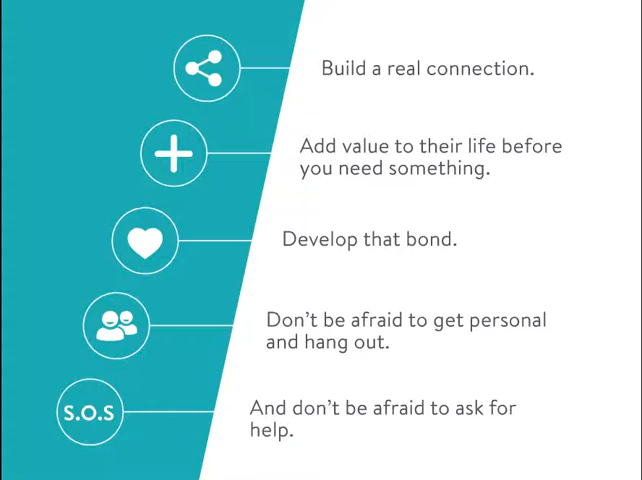 Build a real connection.
Add value to their life before
you need something.
Develop that bond.
Don’t be afraid to get personal
and hang out.
S.O.S
And don’t be afraid to ask for
help.